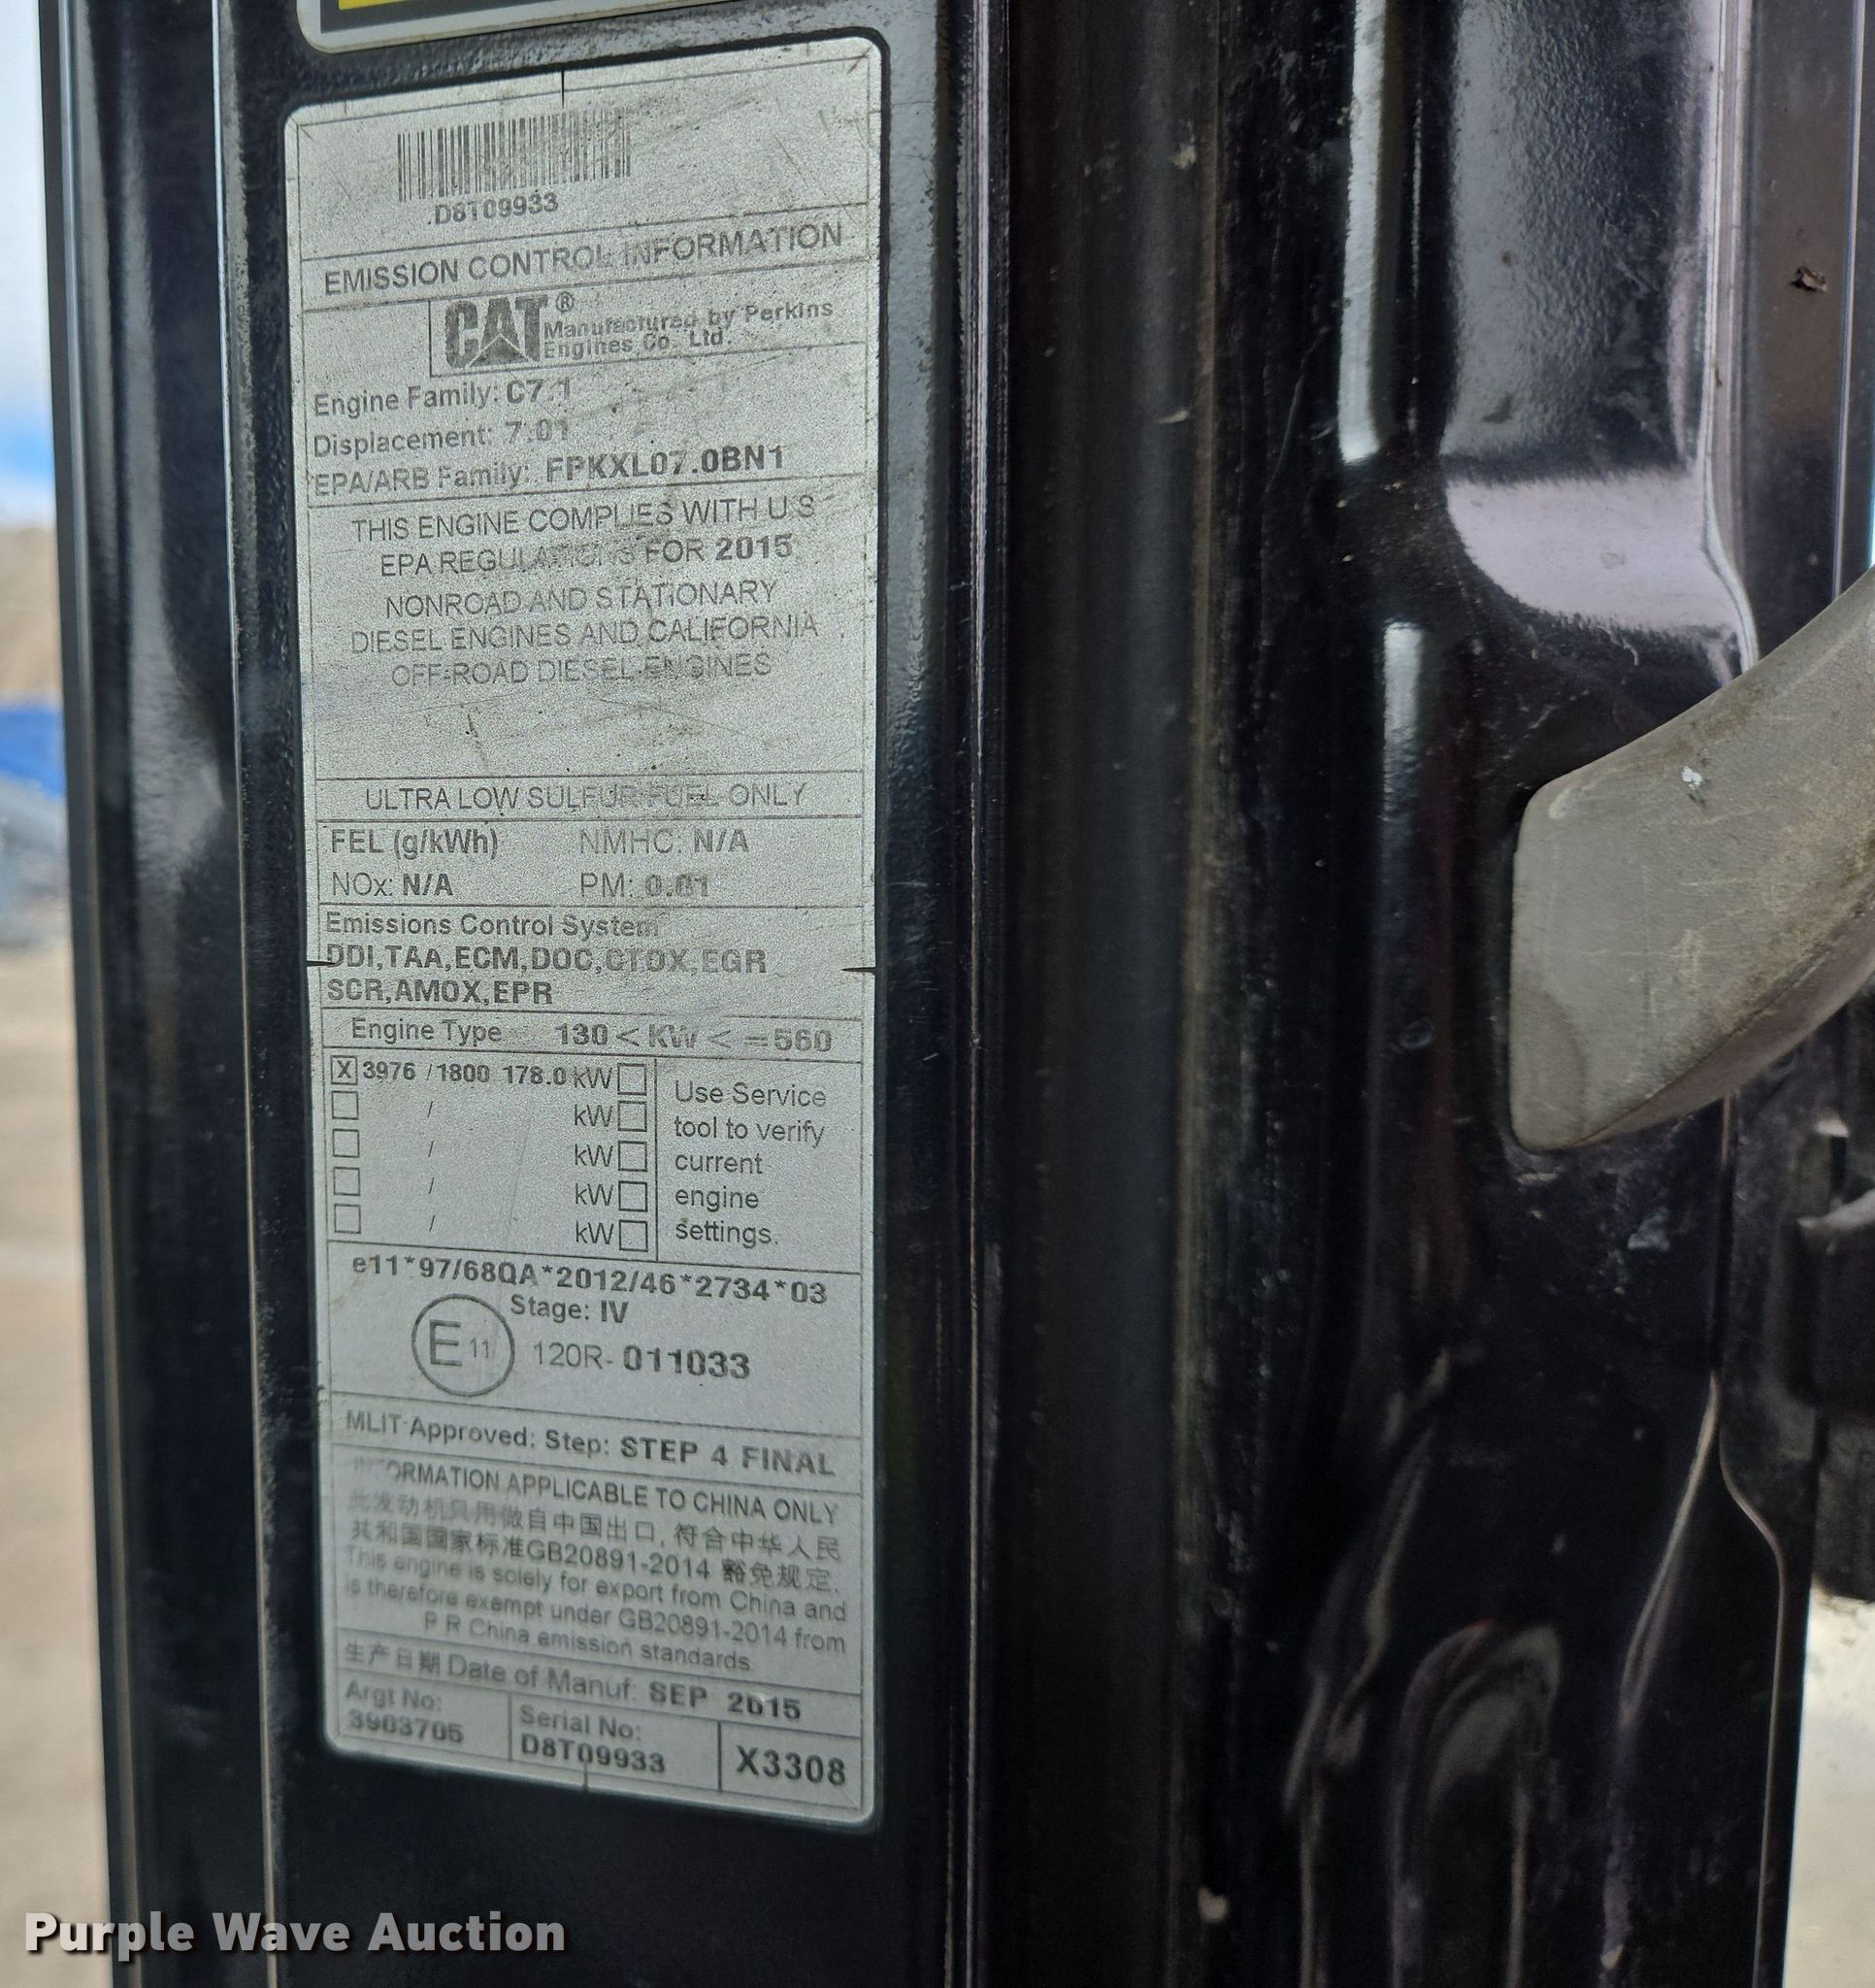 D8T09933
EMISSION CONTROL INFORMATION
CAT® Manufactured by Perkins
Engines Co. Ltd.
Engine Family: C7.1
Displacement: 7.01
EPA/ARB Family: FPKXL07.0BN1
THIS ENGINE COMPLIES WITH U S
EPA REGULATIONS FOR 2015
NONROAD AND STATIONARY
DIESEL ENGINES AND CALIFORNIA
OFF-ROAD DIESEL ENGINES
ULTRA LOW SULFUR FUEL ONLY
FEL (g/kWh) NMHC: N/A
NOx: N/A PM: 0.01
Emissions Control System
DDI,TAA,ECM,DOC,CTOX,EGR
SCR,AMOX,EPR
Engine Type 130 < KW < =560
X 3976 /1800 178.0 kW
/ kW
/ kW
/ kW
/ kW
Use Service
tool to verify
current
engine
settings.
e11*97/68QA*2012/46*2734*03
Stage: IV
E 11 120R- 011033
MLIT Approved: Step: STEP 4 FINAL
INFORMATION APPLICABLE TO CHINA ONLY
此发动机只用做自中国出口, 符合中华人民
共和国国家标准GB20891-2014 豁免规定.
This engine is solely for export from China and
is therefore exempt under GB20891-2014 from
P R China emission standards
生产日期 Date of Manuf: SEP 2015
Argt No: 3903705
Serial No: D8T09933
X3308
Purple Wave Auction